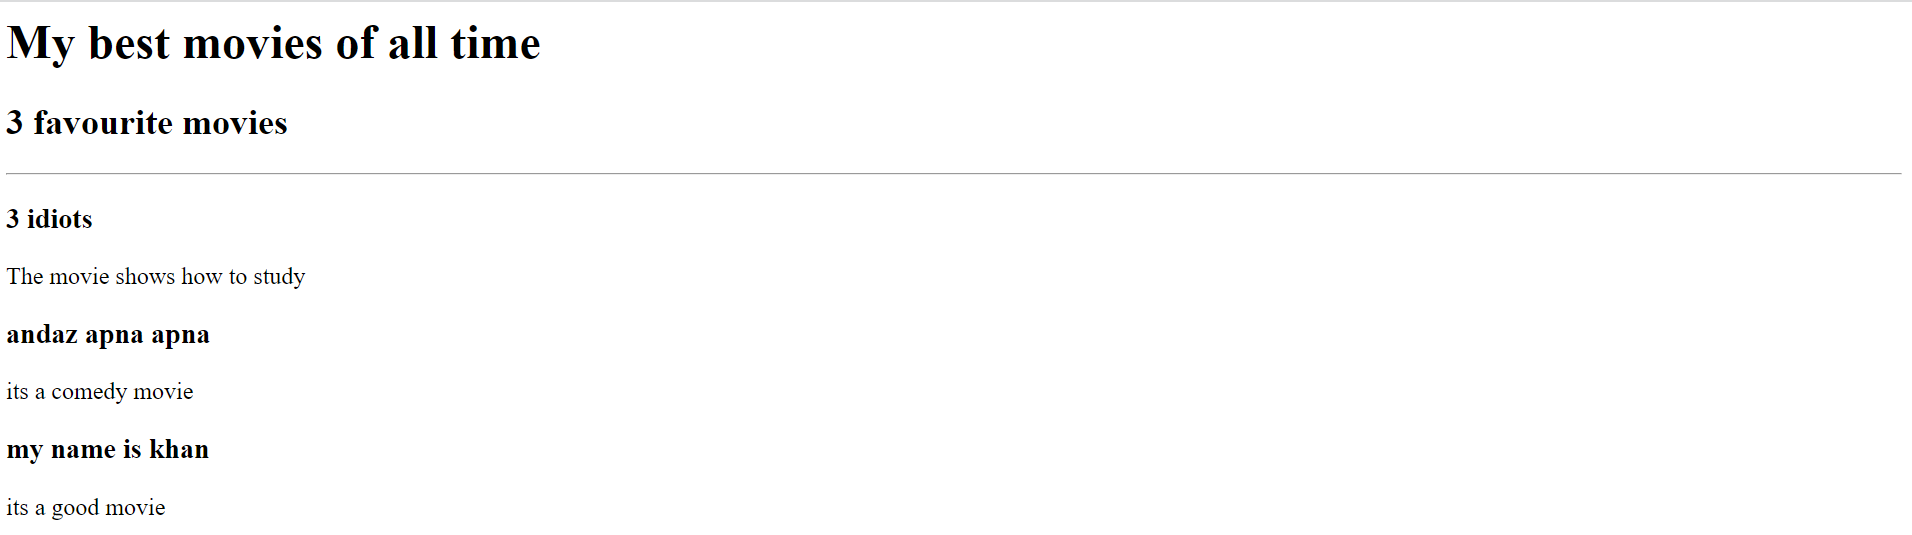 My best movies of all time
3 favourite movies
3 idiots
The movie shows how to study
andaz apna apna
its a comedy movie
my name is khan
its a good movie